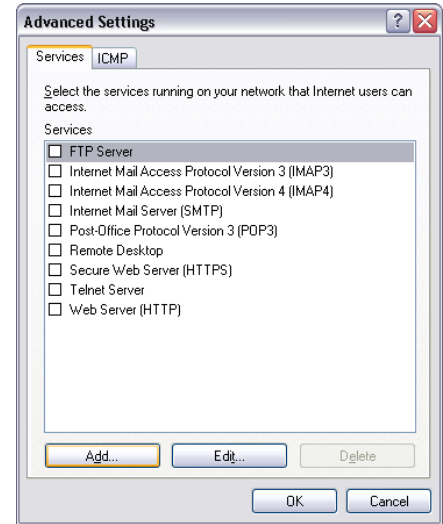 Advanced Settings
Services ICMP
Select the services running on your network that Internet users can
access.
Services
FTP Server
Internet Mail Access Protocol Version 3 (IMAP3)
Internet Mail Access Protocol Version 4 (IMAP4)
Internet Mail Server (SMTP)
Post-Office Protocol Version 3 (POP3)
Remote Desktop
Secure Web Server (HTTPS)
Telnet Server
Web Server (HTTP)
Add... Edit... Delete
OK Cancel